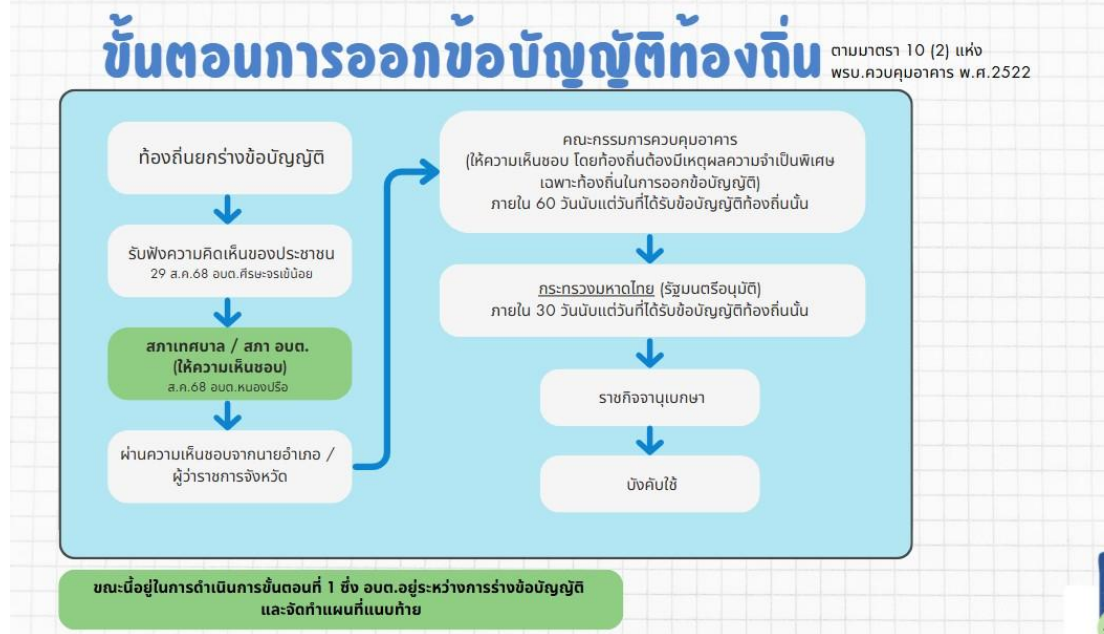 ขั้นตอนการออกข้อบัญญัติท้องถิ่น
ตามมาตรา 10 (2) แห่ง
พรบ.ควบคุมอาคาร พ.ศ.2522
ท้องถิ่นยกร่างข้อบัญญัติ
รับฟังความคิดเห็นของประชาชน
29 ส.ค.68 อบต.ศีรษะจรเข้น้อย
สภาเทศบาล / สภา อบต.
(ให้ความเห็นชอบ)
ส.ค.68 อบต.หนองปรือ
ผ่านความเห็นชอบจากนายอำเภอ /
ผู้ว่าราชการจังหวัด
คณะกรรมการควบคุมอาคาร
(ให้ความเห็นชอบ โดยท้องถิ่นต้องมีเหตุผลความจำเป็นพิเศษ
เฉพาะท้องถิ่นในการออกข้อบัญญัติ)
ภายใน 60 วันนับแต่วันที่ได้รับข้อบัญญัติท้องถิ่นนั้น
กระทรวงมหาดไทย (รัฐมนตรีอนุมัติ)
ภายใน 30 วันนับแต่วันที่ได้รับข้อบัญญัติท้องถิ่นนั้น
ราชกิจจานุเบกษา
บังคับใช้
ขณะนี้อยู่ในการดำเนินการขั้นตอนที่ 1 ซึ่ง อบต.อยู่ระหว่างการร่างข้อบัญญัติ
และจัดทำแผนที่แนบท้าย